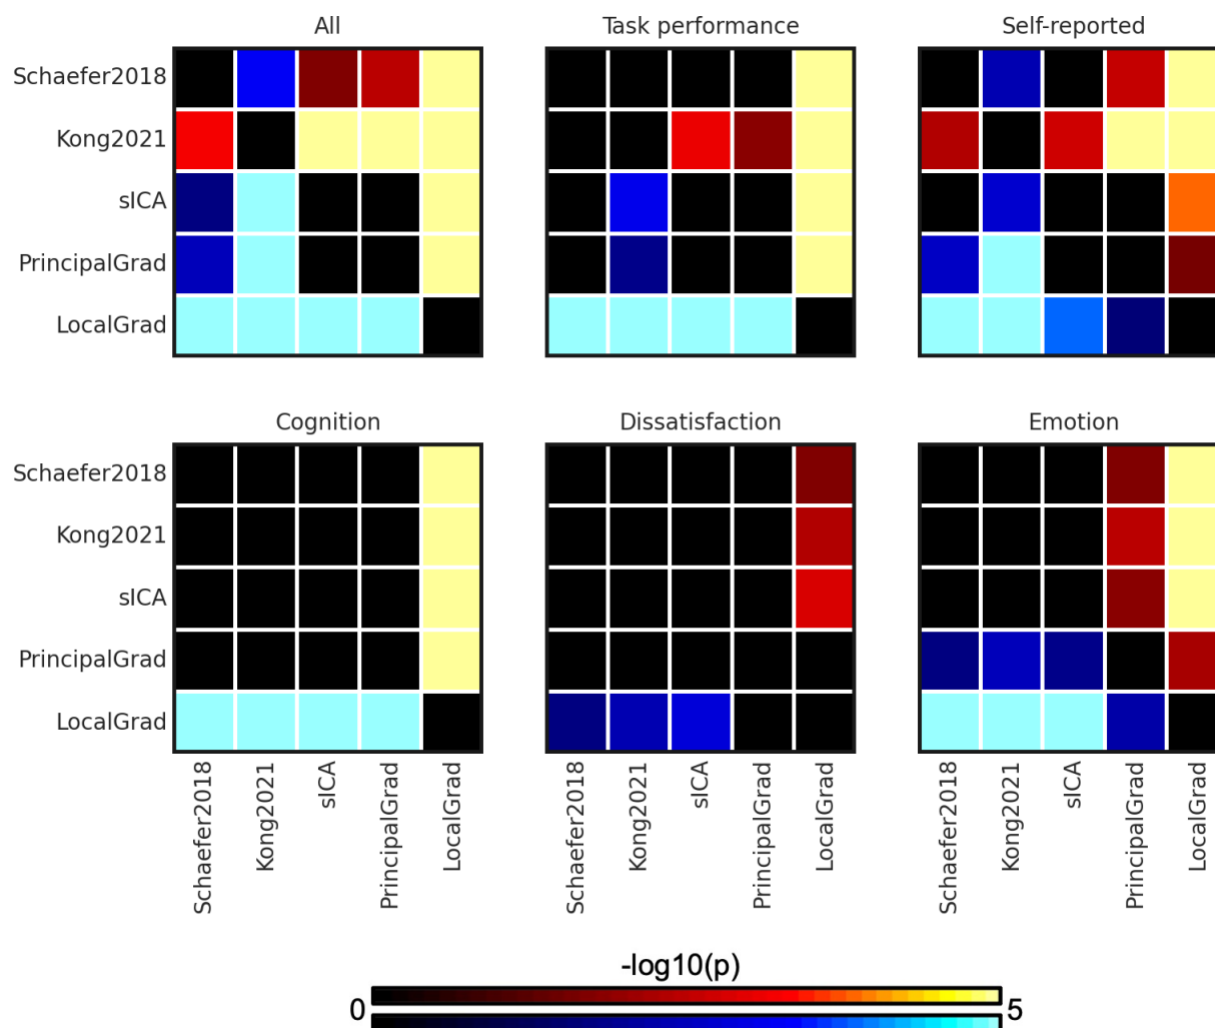 All
Task performance
Self-reported
Schaefer2018
Kong2021
sICA
PrincipalGrad
LocalGrad
Cognition
Dissatisfaction
Emotion
Schaefer2018
Kong2021
sICA
PrincipalGrad
LocalGrad
Schaefer2018
Kong2021
sICA
PrincipalGrad
LocalGrad
Schaefer2018
Kong2021
sICA
PrincipalGrad
LocalGrad
Schaefer2018
Kong2021
sICA
PrincipalGrad
LocalGrad
-log10(p)
0 5